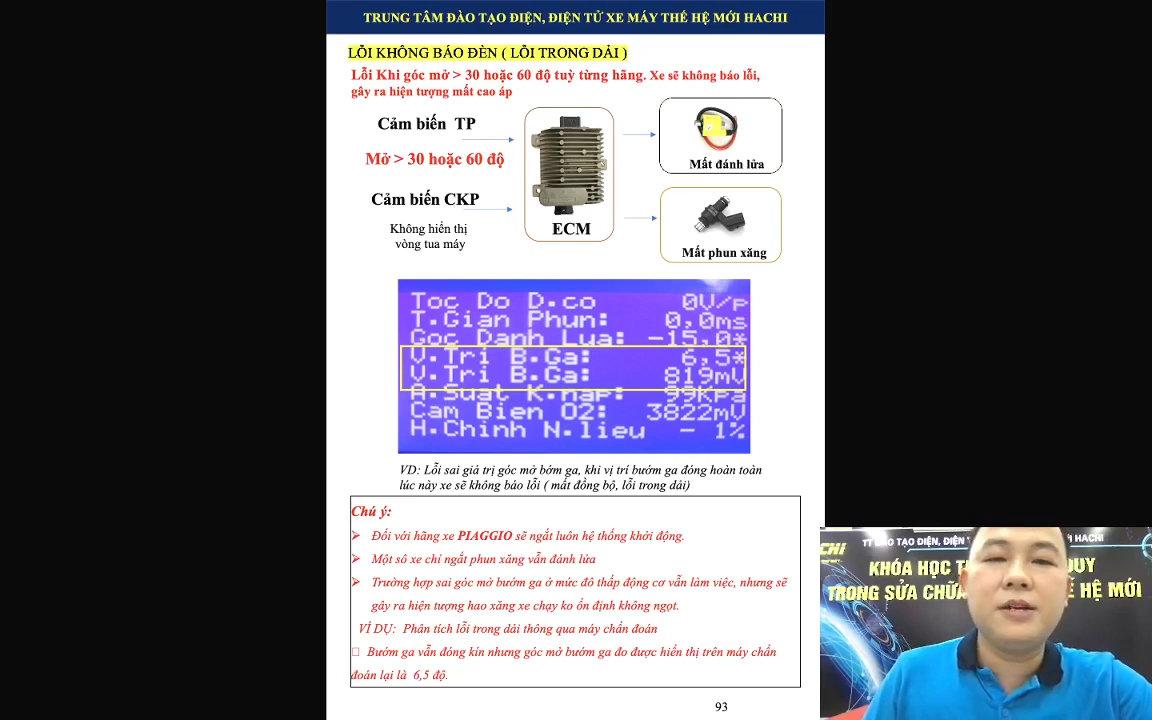 TRUNG TÂM ĐÀO TẠO ĐIỆN, ĐIỆN TỬ XE MÁY THẾ HỆ MỚI HACHI
LỖI KHÔNG BÁO ĐÈN ( LỖI TRONG DẢI )
Lỗi Khi góc mở > 30 hoặc 60 độ tuỳ từng hãng. Xe sẽ không báo lỗi,
gây ra hiện tượng mất cao áp
Cảm biến TP
Mở > 30 hoặc 60 độ
Cảm biến CKP
Không hiển thị
vòng tua máy
ECM
Mất đánh lửa
Mất phun xăng
Toc Do D.co 0V/p
T.Gian Phun: 0,0ms
Goc Danh Lua: -15,0*
V.Tri B.Ga: 6,5*
V.Tri B.Ga: 819mV
A.Suat K.nap: 99Kpa
Cam Bien O2: 3822mV
H.Chinh N.lieu - 1%
VD: Lỗi sai giá trị góc mở bớm ga, khi vị trí bướm ga đóng hoàn toàn
lúc này xe sẽ không báo lỗi ( mất đồng bộ, lỗi trong dải)
Chú ý:
Đối với hãng xe PIAGGIO sẽ ngắt luôn hệ thống khởi động.
Một số xe chỉ ngắt phun xăng vẫn đánh lửa
Trường hợp sai góc mở bướm ga ở mức đô thấp động cơ vẫn làm việc, nhưng sẽ
gây ra hiện tượng hao xăng xe chạy ko ổn định không ngọt.
VÍ DỤ: Phân tích lỗi trong dải thông qua máy chẩn đoán
Bướm ga vẫn đóng kín nhưng góc mở bướm ga đo được hiển thị trên máy chẩn
đoán lại là 6,5 độ.
93
TT ĐÀO TẠO ĐIỆN, ĐIỆN HACHI
KHÓA HỌC DUY
TRONG SỬA CHỮA HỆ MỚI